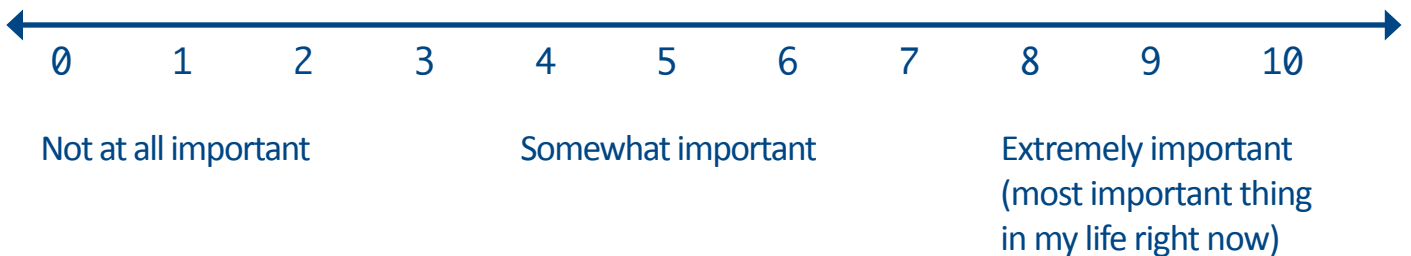 0 1 2 3 4 5 6 7 8 9 10
Not at all important Somewhat important Extremely important
(most important thing
in my life right now)